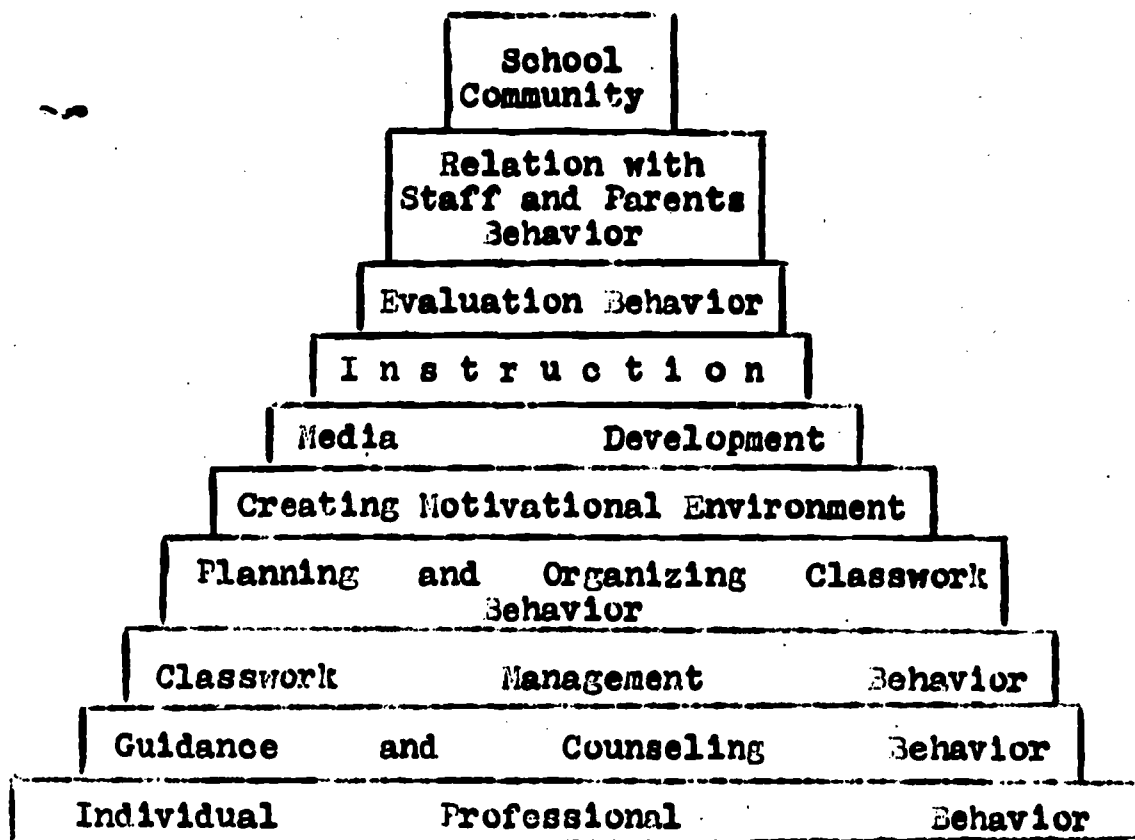 School
Community
Relation with
Staff and Parents
Behavior
Evaluation Behavior
Instruction
Media Development
Creating Motivational Environment
Planning and Organizing Classwork
Behavior
Classwork Management Behavior
Guidance and Counseling Behavior
Individual Professional Behavior